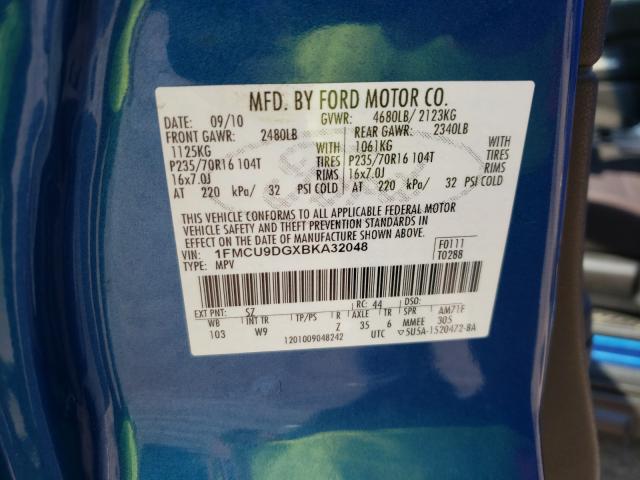 MFD. BY FORD MOTOR CO.
DATE: 09/10 GVWR: 4680LB/ 2123KG
FRONT GAWR: 2480LB REAR GAWR: 2340LB
1125KG WITH 1061KG WITH
P235/70R16 104T TIRES P235/70R16 104T TIRES
16x7.0J RIMS 16x7.0J RIMS
AT 220 kPa/ 32 PSI COLD AT 220 kPa/ 32 PSI COLD
THIS VEHICLE CONFORMS TO ALL APPLICABLE FEDERAL MOTOR
VEHICLE SAFETY AND THEFT PREVENTION STANDARDS IN
EFFECT ON THE DATE OF MANUFACTURE SHOWN ABOVE.
VIN: 1FMCU9DGXBKA32048 F0111
TYPE: MPV T0288
EXT PNT: SZ RC: 44 DSO:
WB INT TR TP/PS R AXLE TR SPR AM71E
103 W9 Z 35 6 MMEE 305
1201009048242 UTC 5U5A-1520472-BA